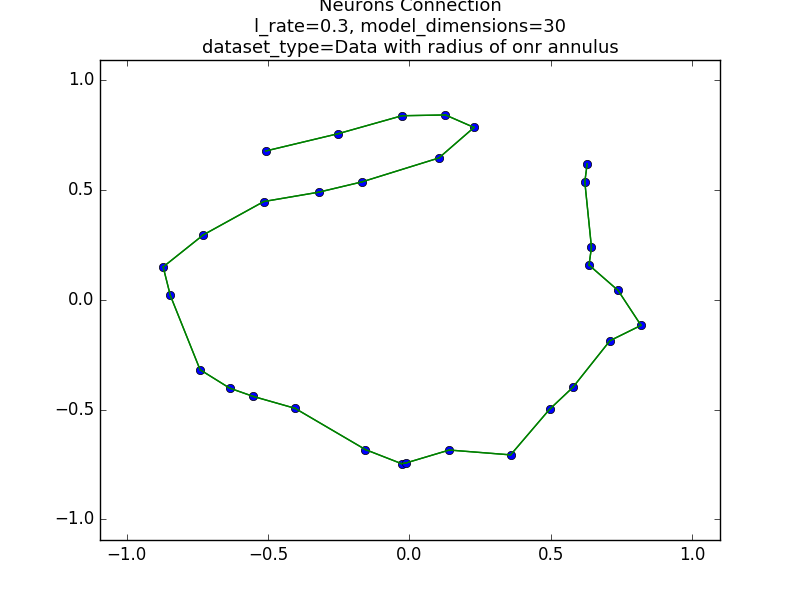 Neurons Connection
l_rate=0.3, model_dimensions=30
dataset_type=Data with radius of onr annulus
1.0
0.5
0.0
−0.5
−1.0
−1.0 −0.5 0.0 0.5 1.0